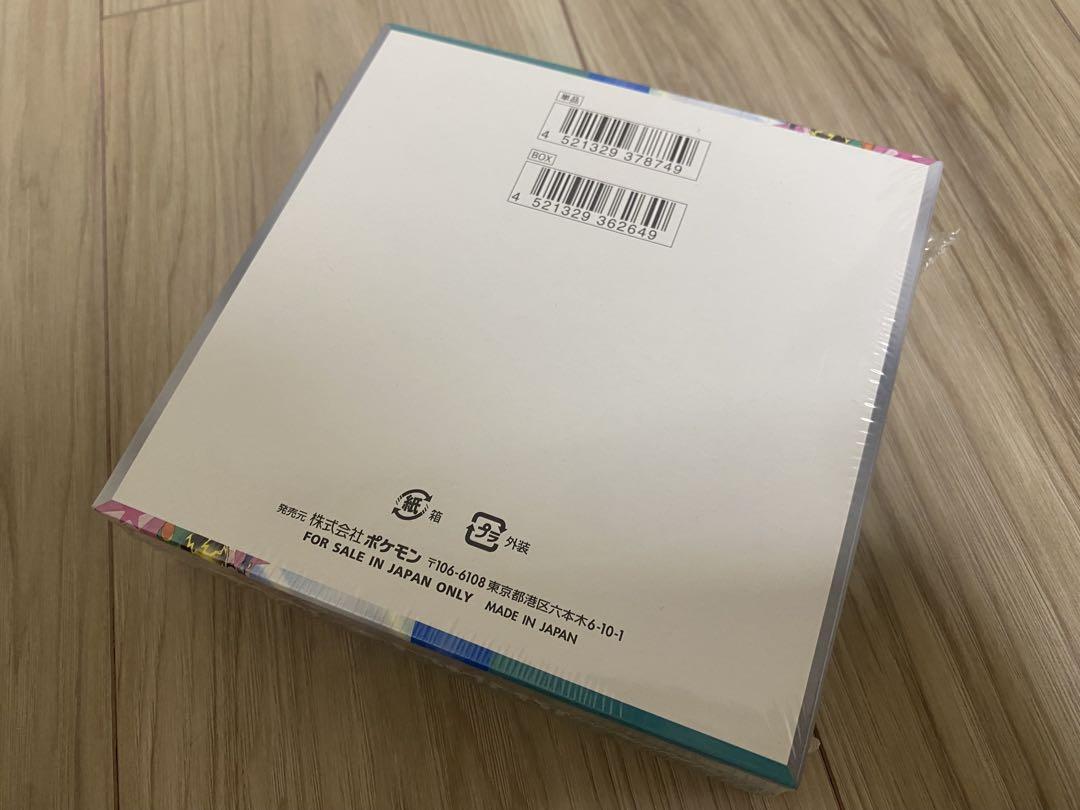 単品
4 521329 378749
BOX
4 521329 362649
紙 箱 プラ 外装
発売元 株式会社 ポケモン 〒106-6108 東京都港区六本木6-10-1
FOR SALE IN JAPAN ONLY MADE IN JAPAN